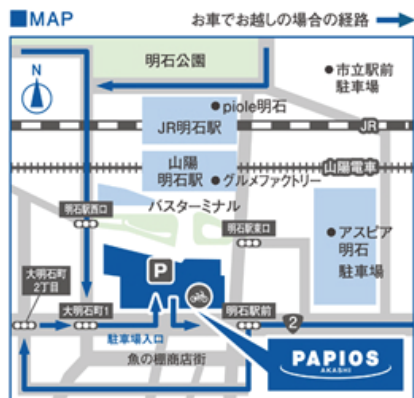 ■MAP
お車でお越しの場合の経路
明石公園
N
市立駅前
駐車場
piole明石
JR明石駅
JR
山陽
明石駅
グルメファクトリー
山陽電車
バスターミナル
明石駅西口
明石駅東口
アスピア
明石
駐車場
P
大明石町
2丁目
大明石町1
明石駅前
2
駐車場入口
魚の棚商店街
PAPIOS
AKASHI